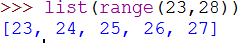 >>> list(range(23,28))
[23, 24, 25, 26, 27]